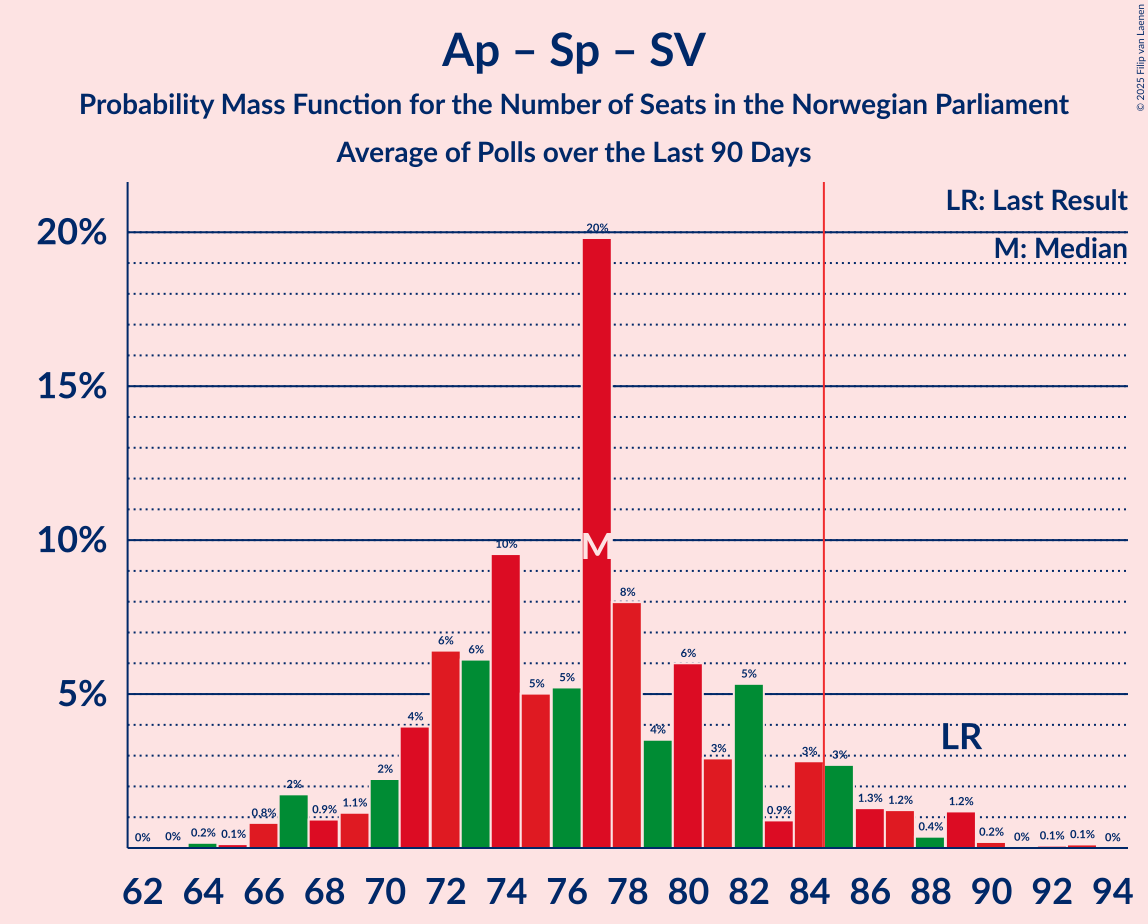 Ap – Sp – SV
Probability Mass Function for the Number of Seats in the Norwegian Parliament
Average of Polls over the Last 90 Days
© 2025 Filip van Laenen
LR: Last Result
M: Median
20%
15%
10%
5%
0% 0% 0.2% 0.1% 0.8% 2% 0.9% 1.1% 2% 4% 6% 6% 10% 5% 5% 20% 8% 4% 6% 3% 5% 0.9% 3% 3% 1.3% 1.2% 0.4% 1.2% 0.2% 0% 0.1% 0.1% 0%
M
LR
62 64 66 68 70 72 74 76 78 80 82 84 86 88 90 92 94